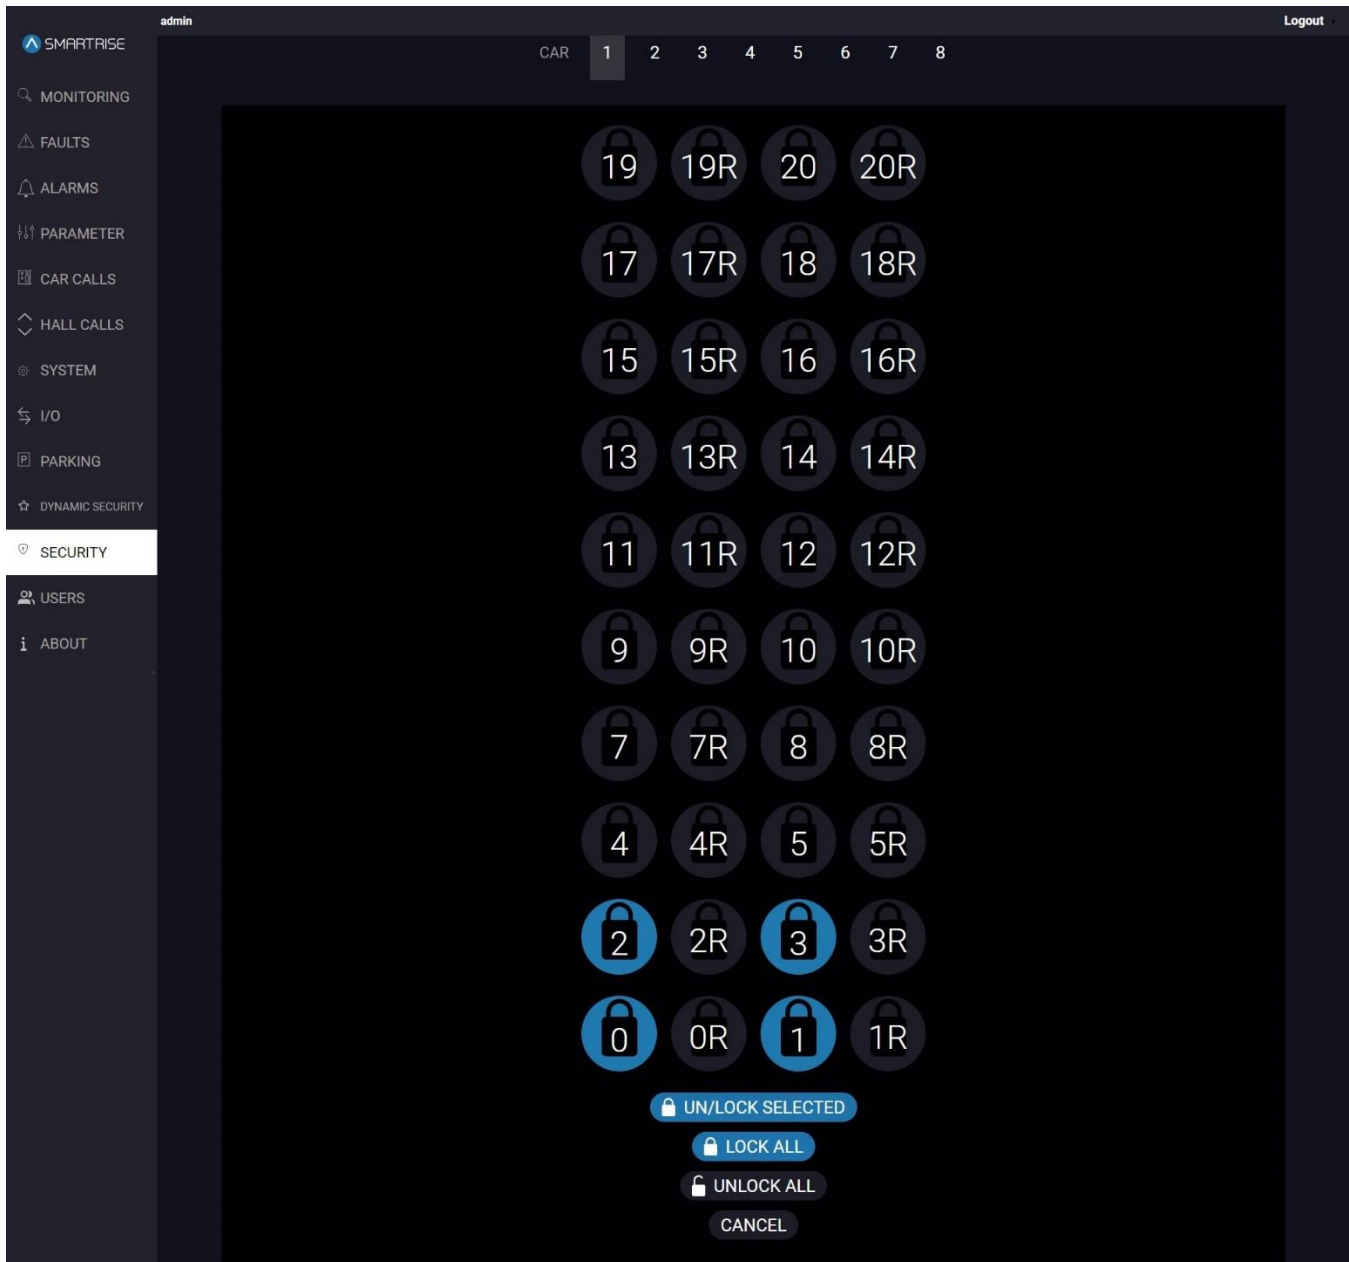 admin
Logout
SMARTRISE
CAR 1 2 3 4 5 6 7 8
MONITORING
FAULTS
ALARMS
PARAMETER
CAR CALLS
HALL CALLS
SYSTEM
I/O
P PARKING
DYNAMIC SECURITY
SECURITY
USERS
i ABOUT
19 19R 20 20R
17 17R 18 18R
15 15R 16 16R
13 13R 14 14R
11 11R 12 12R
9 9R 10 10R
7 7R 8 8R
4 4R 5 5R
2 2R 3 3R
0 0R 1 1R
UN/LOCK SELECTED
LOCK ALL
UNLOCK ALL
CANCEL